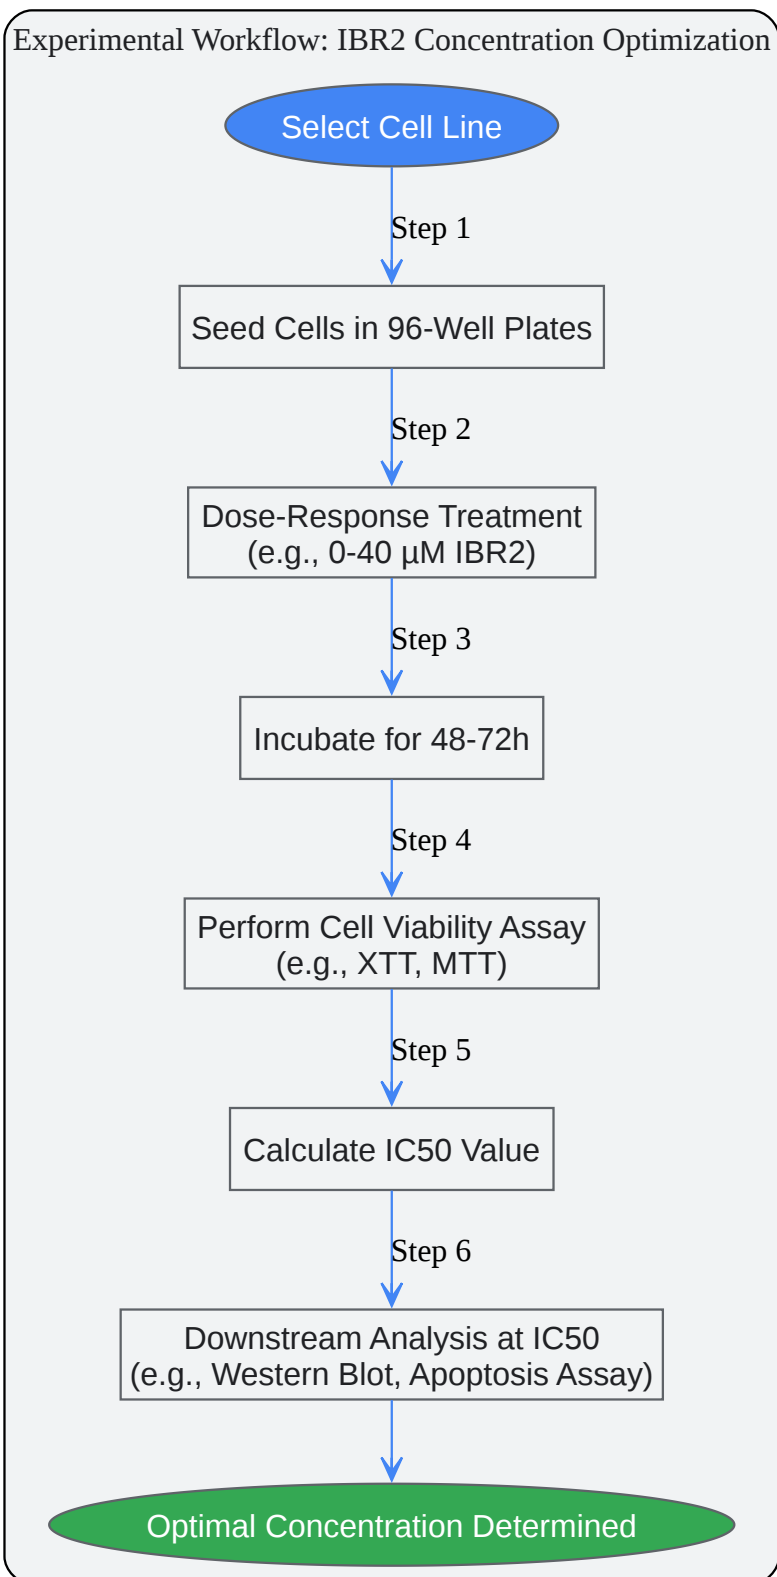 Experimental Workflow: IBR2 Concentration Optimization
Select Cell Line
Step 1
Seed Cells in 96-Well Plates
Step 2
Dose-Response Treatment
(e.g., 0-40 µM IBR2)
Step 3
Incubate for 48-72h
Step 4
Perform Cell Viability Assay
(e.g., XTT, MTT)
Step 5
Calculate IC50 Value
Step 6
Downstream Analysis at IC50
(e.g., Western Blot, Apoptosis Assay)
Optimal Concentration Determined